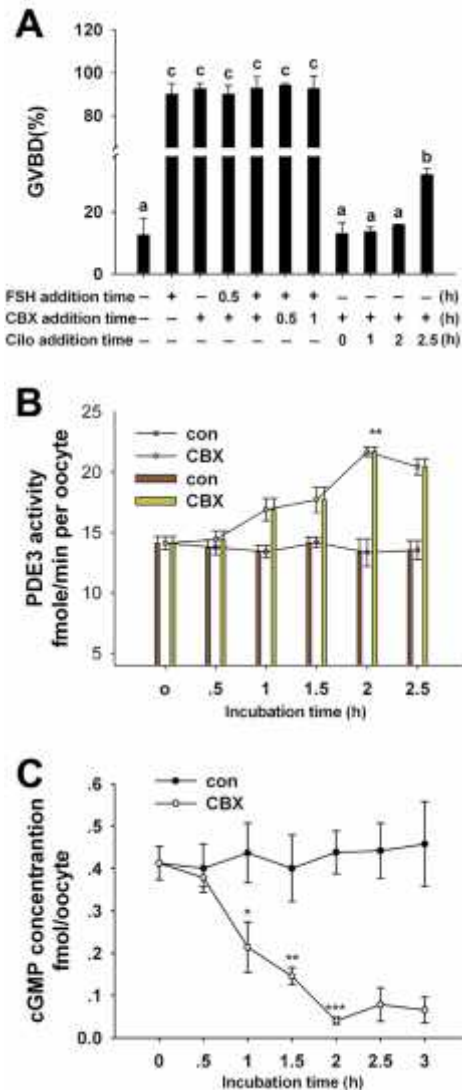 A
120
100
80
20
0
GVBD(%)
a c c c c c c a a a b
FSH addition time – + – 0.5 + + + – – – – (h)
CBX addition time – – + + + 0.5 1 + + + + (h)
Cilo addition time – – – – – – – 0 1 2 2.5 (h)
B
25
20
15
10
5
PDE3 activity
fmole/min per oocyte
con
CBX
con
CBX
**
o .5 1 1.5 2 2.5
Incubation time (h)
C
.6
.5
.4
.3
.2
.1
0.0
cGMP concentrantion
fmol/oocyte
con
CBX
*
**
***
0 .5 1 1.5 2 2.5 3
Incubation time (h)